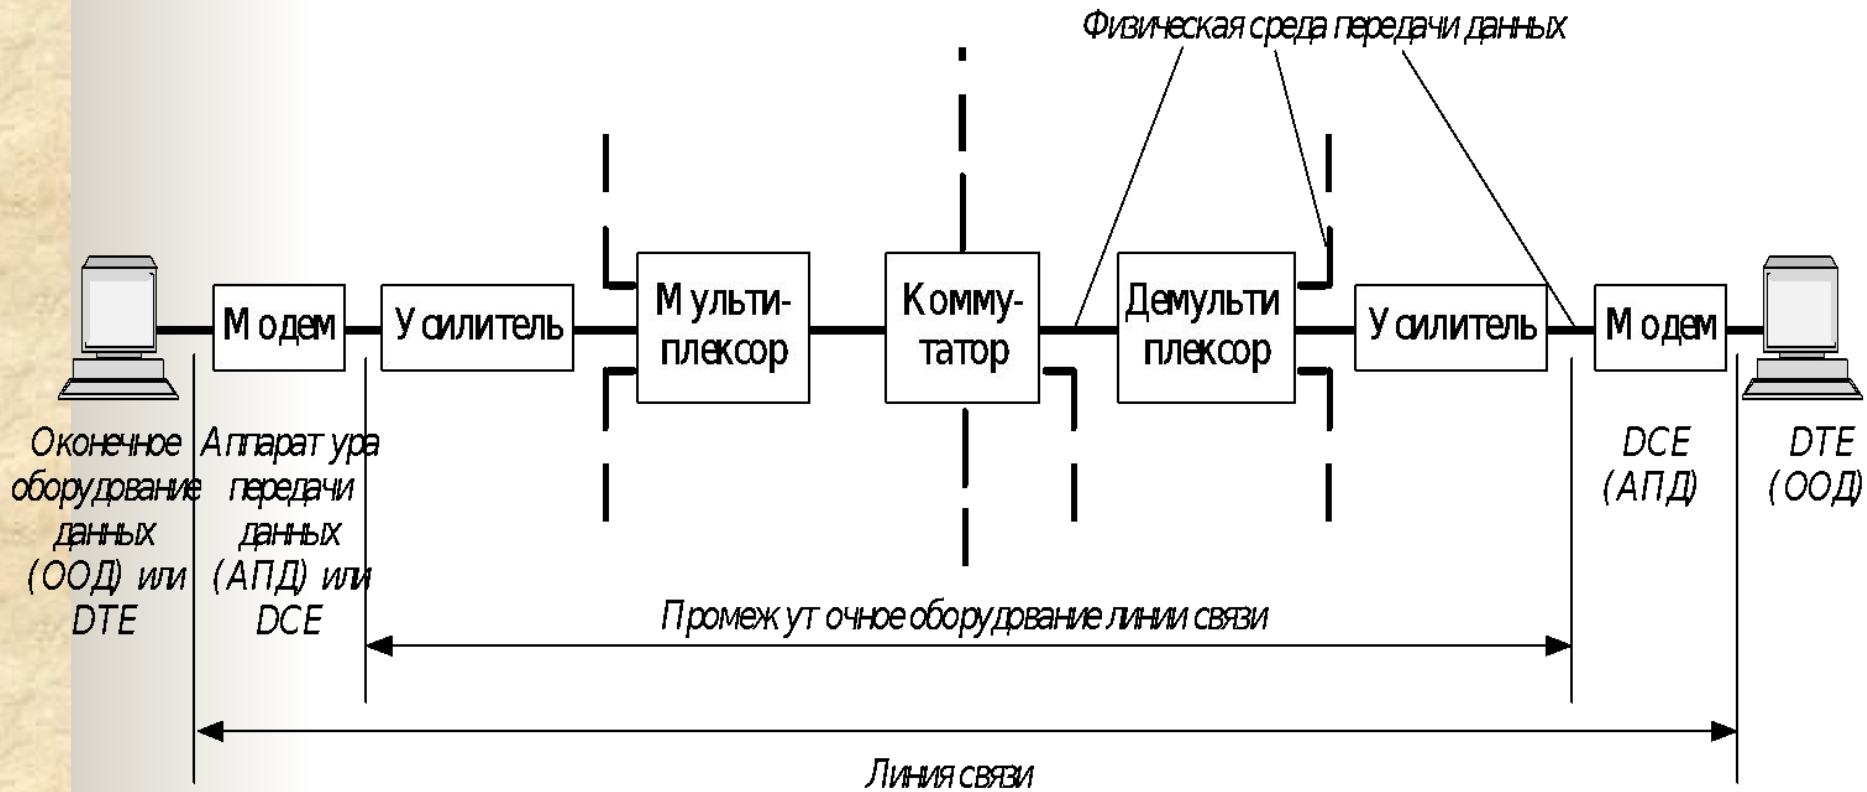 Физическая среда передачи данных
Модем
Усилитель
Мульти-
плексор
Комму-
татор
Демульти
плексор
Усилитель
Модем
Оконечное
оборудование
данных
(ООД) или
DTE
Аппаратура
передачи
данных
(АПД) или
DCE
DCE
(АПД)
DTE
(ООД)
Промежуточное оборудование линии связи
Линия связи